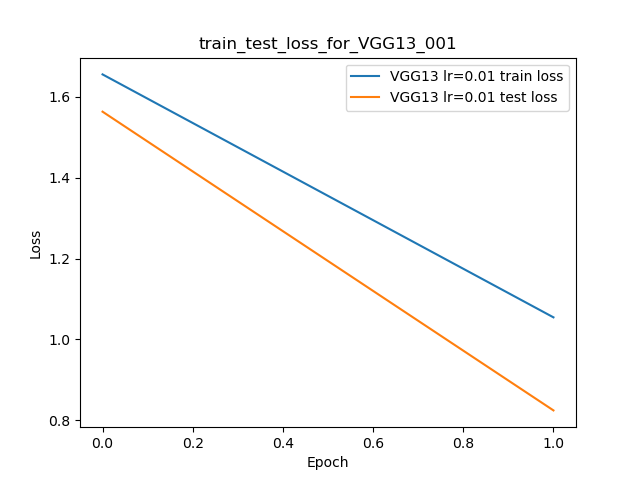 train_test_loss_for_VGG13_001
VGG13 lr=0.01 train loss
VGG13 lr=0.01 test loss
1.6
1.4
1.2
1.0
0.8
Loss
0.0 0.2 0.4 0.6 0.8 1.0
Epoch